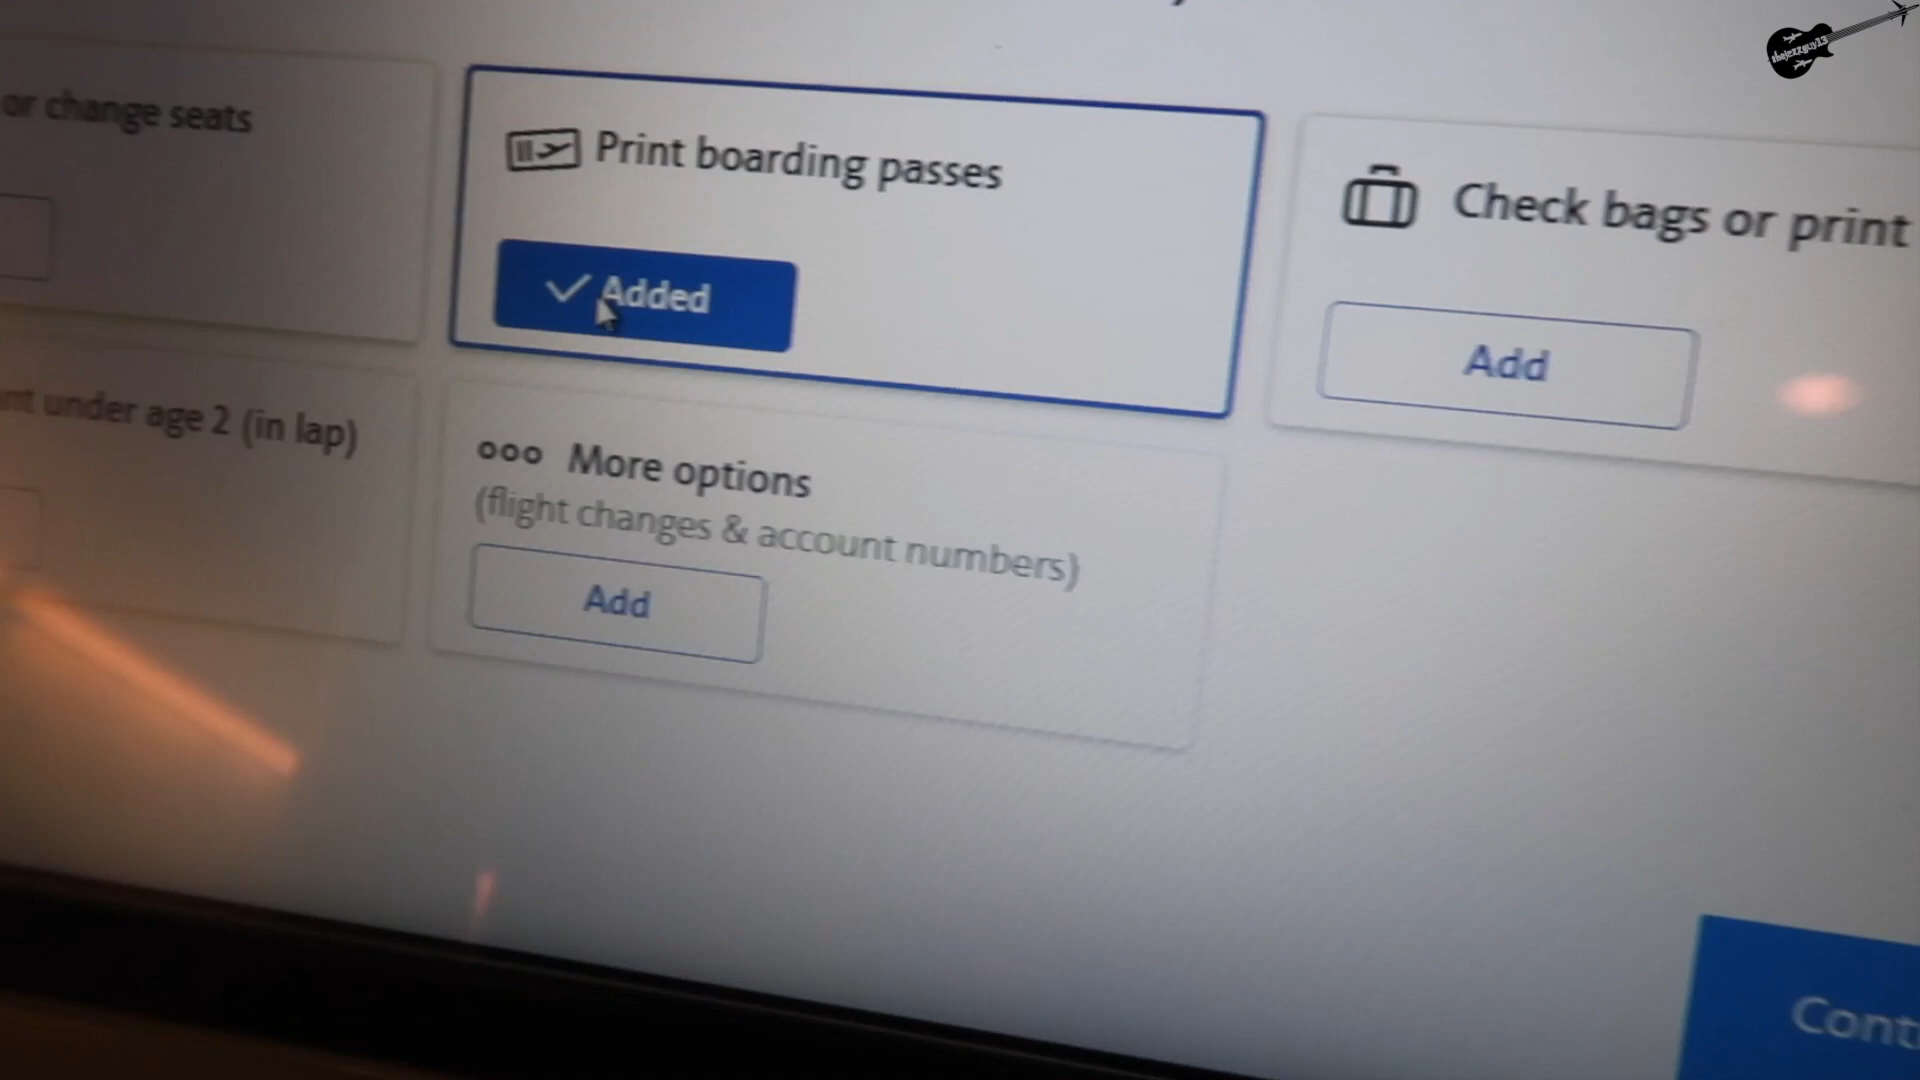 or change seats
Print boarding passes
Added
Check bags or print
Add
under age 2 (in lap)
More options
(flight changes & account numbers)
Add
thejazzguy13